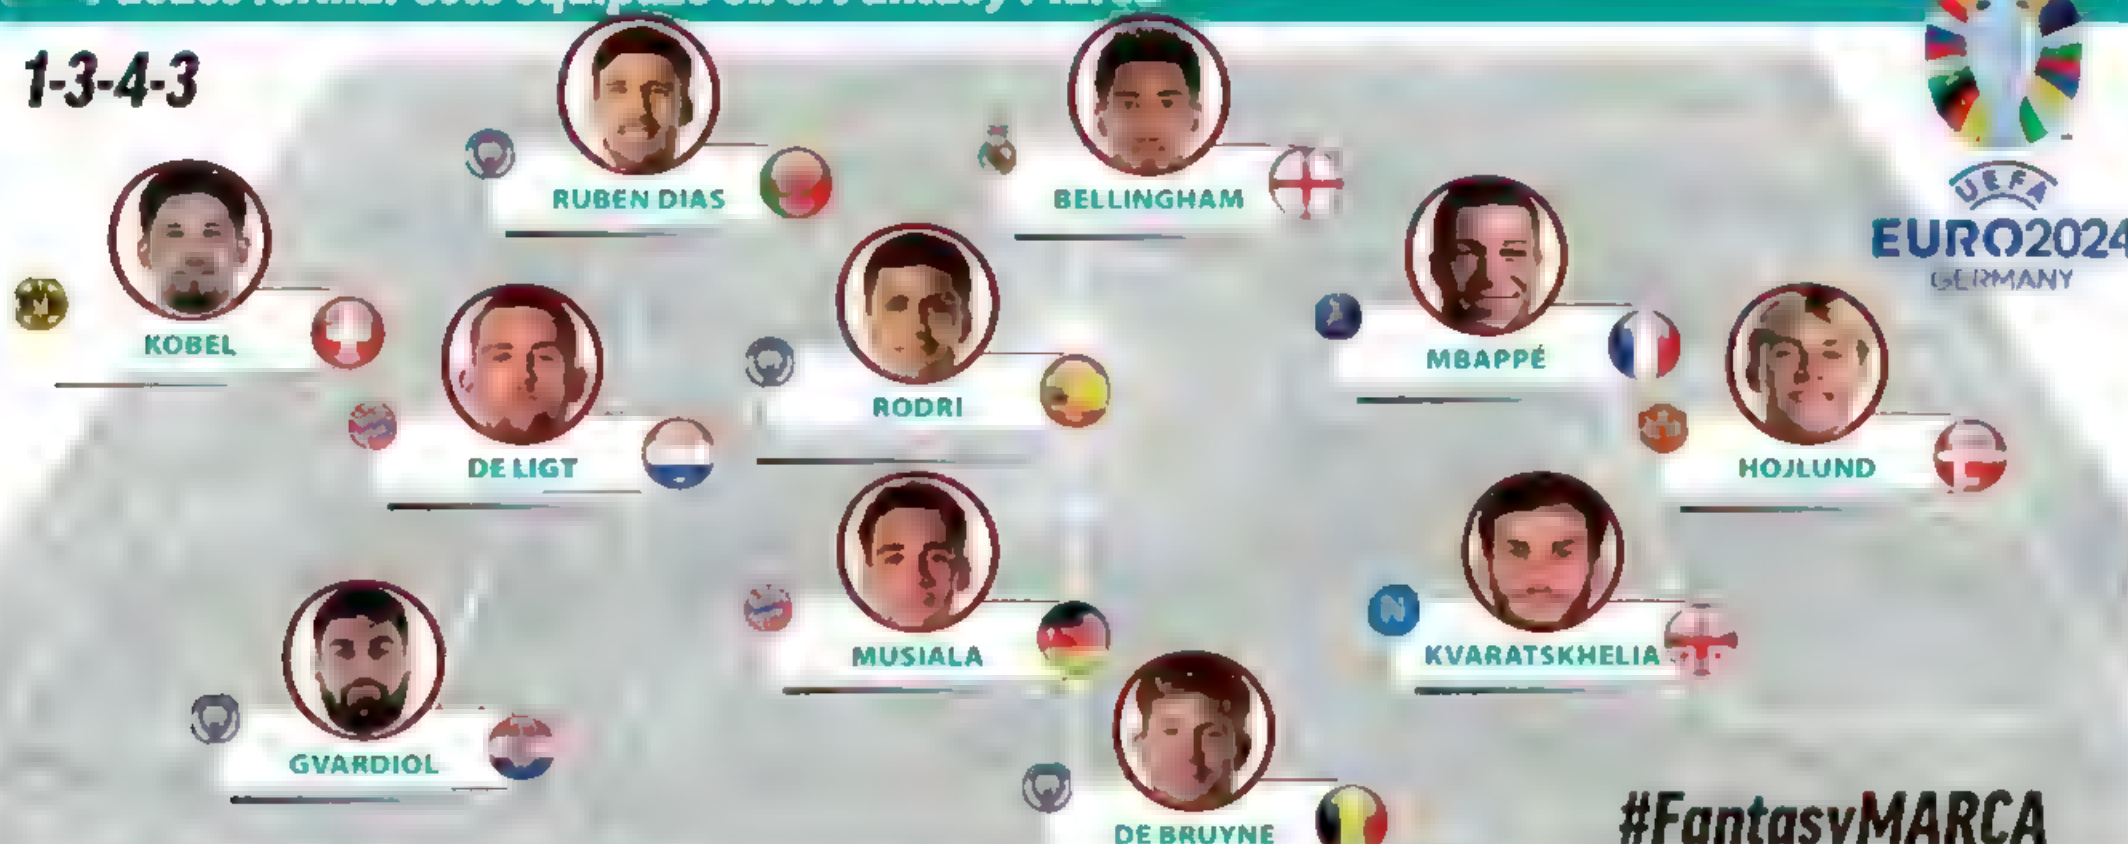 1-3-4-3
RUBEN DIAS
BELLINGHAM
KOBEL
MBAPPÉ
DE LIGT
RODRI
HOJLUND
MUSIALA
KVARATSKHELIA
GVARDIOL
DE BRUYNE
UEFA
EURO2024
GERMANY
#FantasyMARCA